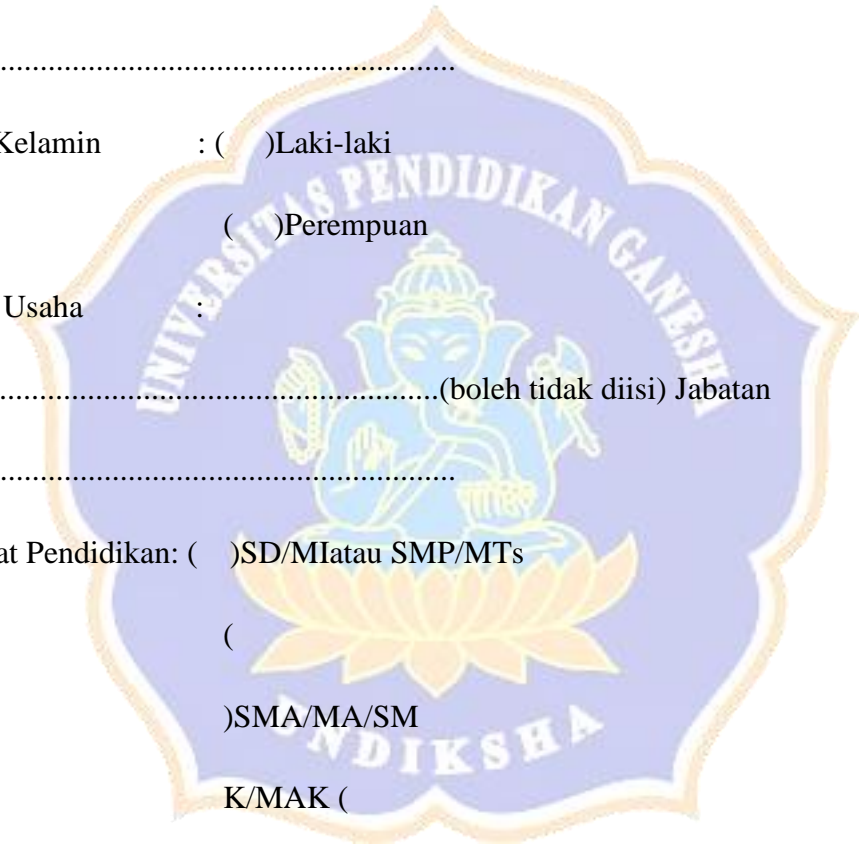 ........................................................
Kelamin : ( )Laki-laki
( )Perempuan
UNIVERSITAS PENDIDIKAN GANESHA
Usaha :
.......................................................(boleh tidak diisi) Jabatan
........................................................
at Pendidikan: ( )SD/MIatau SMP/MTs
(
)SMA/MA/SM
UNDIKSHA
K/MAK (